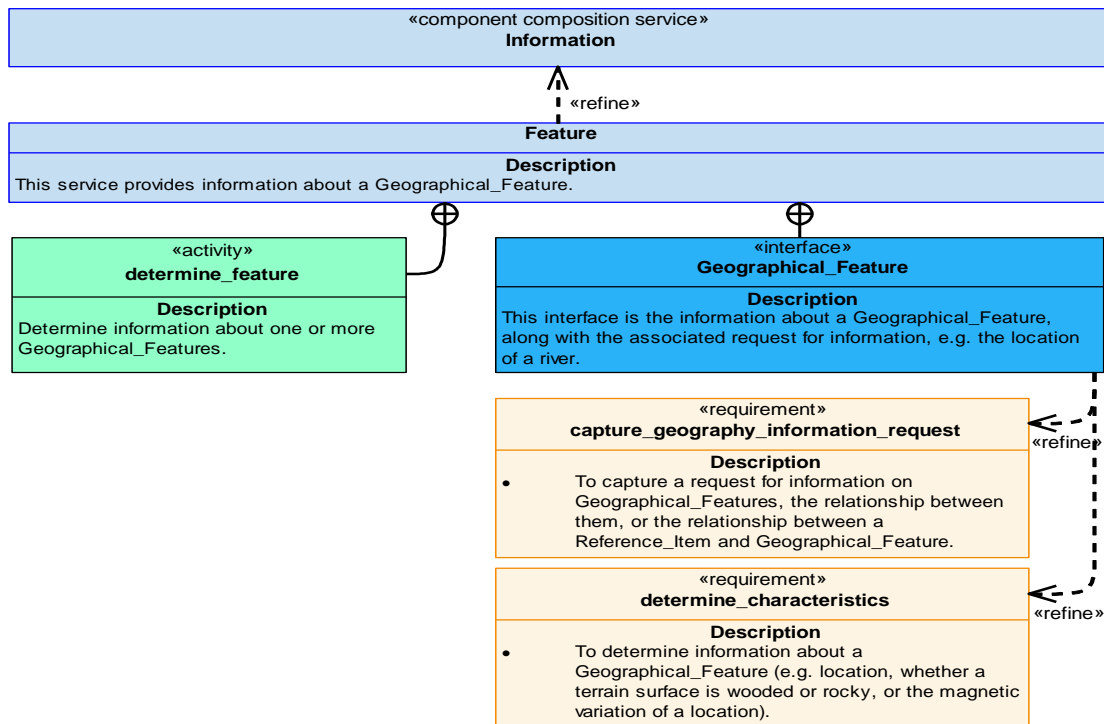 «component composition service»
Information
«refine»
Feature
Description
This service provides information about a Geographical_Feature.
«activity»
determine_feature
Description
Determine information about one or more
Geographical_Features.
«interface»
Geographical_Feature
Description
This interface is the information about a Geographical_Feature,
along with the associated request for information, e.g. the location
of a river.
«requirement»
capture_geography_information_request
«refine»
Description
• To capture a request for information on
Geographical_Features, the relationship between
them, or the relationship between a
Reference_Item and Geographical_Feature.
«requirement»
determine_characteristics
«refine»
Description
• To determine information about a
Geographical_Feature (e.g. location, whether a
terrain surface is wooded or rocky, or the magnetic
variation of a location).